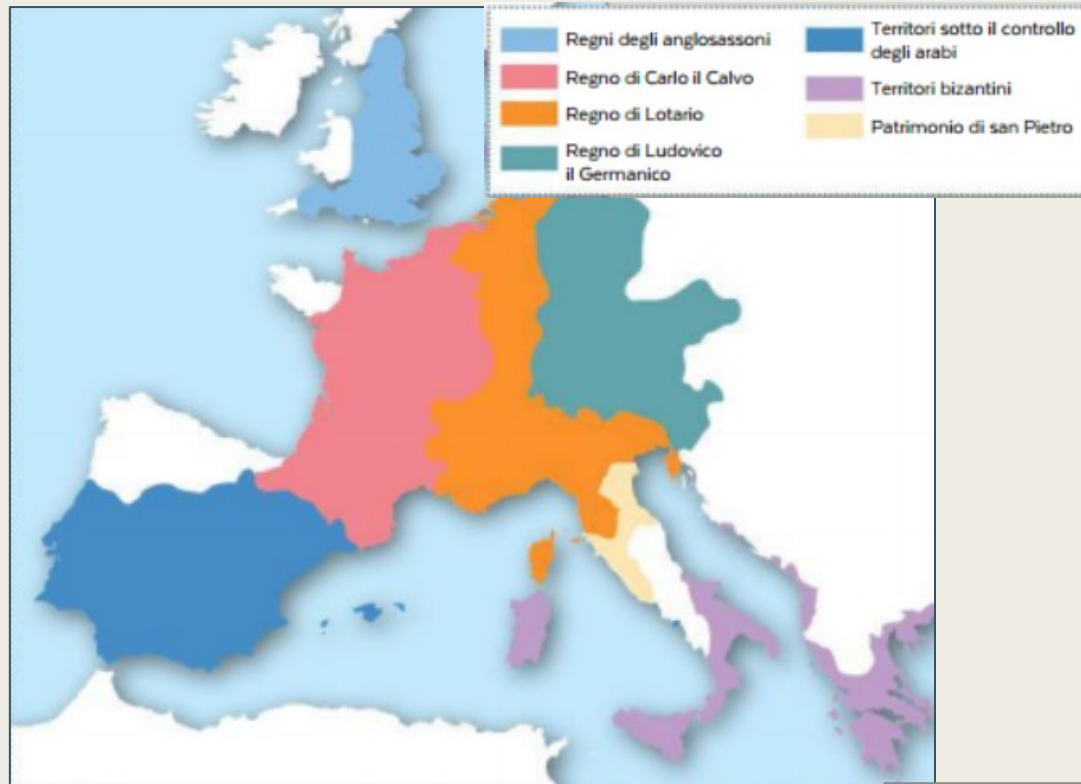 Regni degli anglosassoni
Regno di Carlo il Calvo
Regno di Lotario
Regno di Ludovico
il Germanico
Territori sotto il controllo
degli arabi
Territori bizantini
Patrimonio di san Pietro